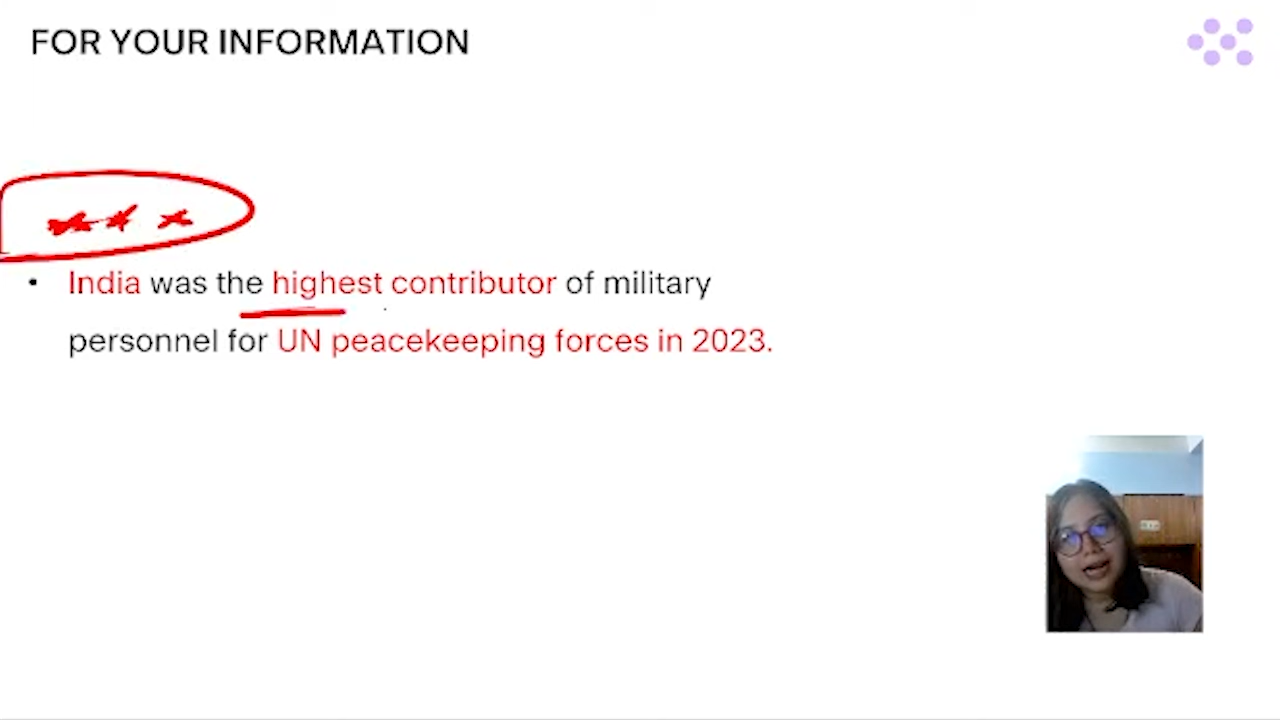 FOR YOUR INFORMATION
• India was the highest contributor of military
personnel for UN peacekeeping forces in 2023.